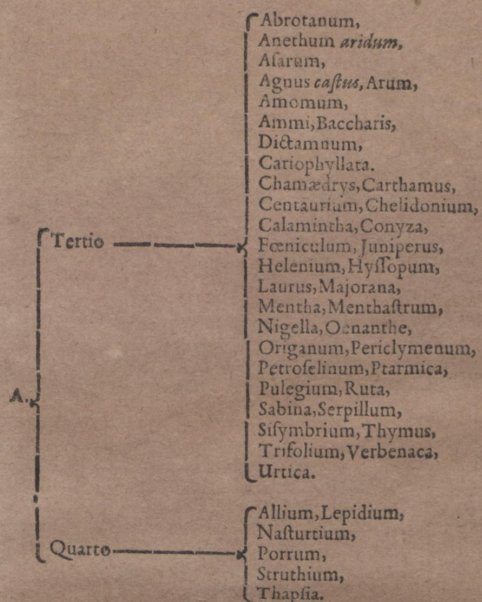 Abrotanum,
Anethum aridum,
Aſarum,
Agnus caſtus, Arum,
Amomum,
Ammi, Baccharis,
Dictamnum,
Cariophyllata.
Chamædrys, Carthamus,
Centaurium, Chelidonium,
Calamintha, Conyza,
Tertio
Fœniculum, Juniperus,
Helenium, Hyſſopum,
Laurus, Majorana,
Mentha, Menthaſtrum,
Nigella, Oenanthe,
Origanum, Periclymenum,
Petroſelinum, Ptarmica,
A.
Pulegium, Ruta,
Sabina, Serpillum,
Siſymbrium, Thymus,
Trifolium, Verbenaca,
Urtica.
Allium, Lepidium,
Naſturtium,
Quarto
Porrum,
Struthium,
Thapſia.